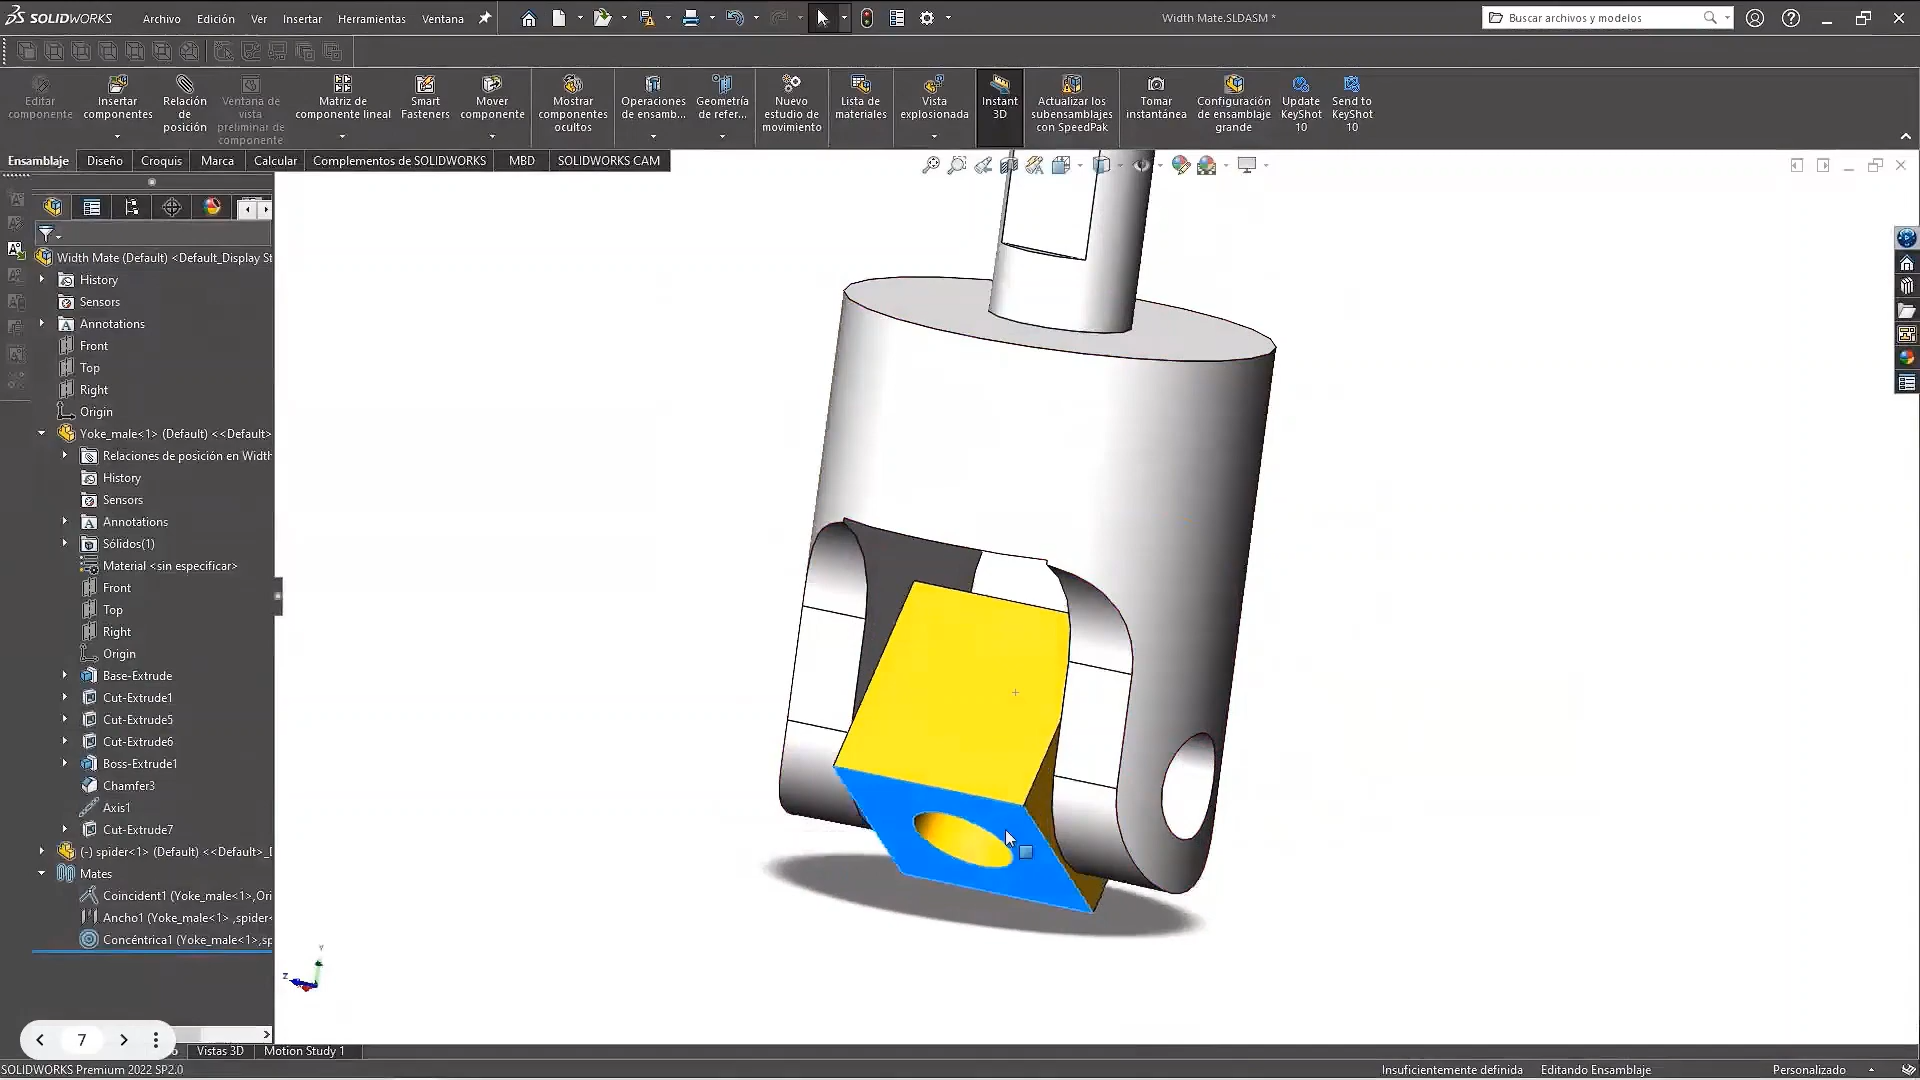 SOLIDWORKS
Archivo Edición Ver Insertar Herramientas Ventana
Width Mate.SLDASM *
Buscar archivos y modelos
Editar componente
Insertar componentes
Relación de posición
Ventana de vista preliminar de componente
Matriz de componente lineal
Smart Fasteners
Mover componente
Mostrar componentes ocultos
Operaciones de ensamb...
Geometría de refer...
Nuevo estudio de movimiento
Lista de materiales
Vista explosionada
Instant 3D
Actualizar los subensamblajes con SpeedPak
Tomar instantánea
Configuración de ensamblaje grande
Update KeyShot 10
Send to KeyShot 10
Ensamblaje Diseño Croquis Marca Calcular Complementos de SOLIDWORKS MBD SOLIDWORKS CAM
Width Mate (Default) <Default_Display St
History
Sensors
Annotations
Front
Top
Right
Origin
Yoke_male<1> (Default) <<Default>
Relaciones de posición en Width
History
Sensors
Annotations
Sólidos(1)
Material <sin especificar>
Front
Top
Right
Origin
Base-Extrude
Cut-Extrude1
Cut-Extrude5
Cut-Extrude6
Boss-Extrude1
Chamfer3
Axis1
Cut-Extrude7
(-) spider<1> (Default) <<Default>_D
Mates
Coincident1 (Yoke_male<1>,Ori
Ancho1 (Yoke_male<1> ,spider<
Concéntrica1 (Yoke_male<1>,sp
Y
Z
7
Vistas 3D Motion Study 1
SOLIDWORKS Premium 2022 SP2.0
Insuficientemente definida Editando Ensamblaje Personalizado